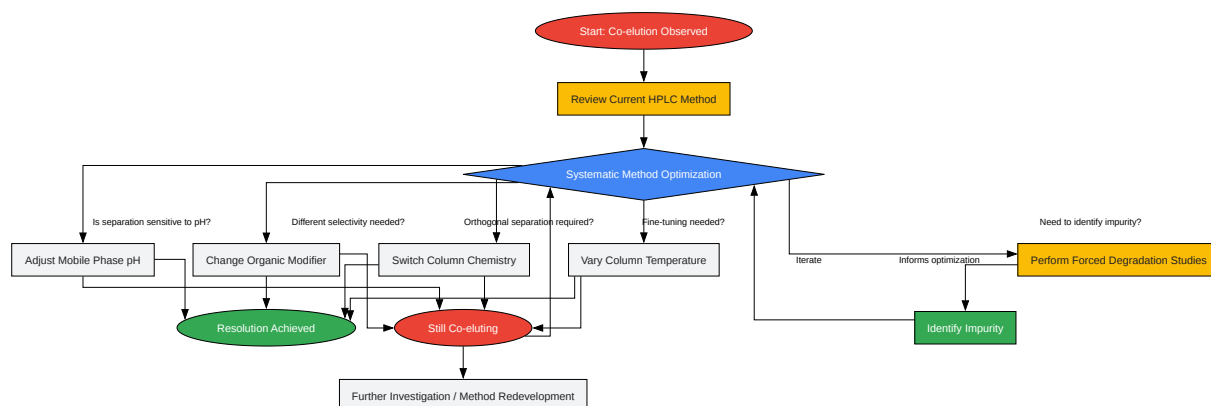 Start: Co-elution Observed
Review Current HPLC Method
Systematic Method Optimization
Is separation sensitive to pH?
Different selectivity needed?
Orthogonal separation required?
Fine-tuning needed?
Need to identify impurity?
Adjust Mobile Phase pH
Change Organic Modifier
Switch Column Chemistry
Vary Column Temperature
Iterate
Informs optimization
Perform Forced Degradation Studies
Resolution Achieved
Still Co-eluting
Identify Impurity
Further Investigation / Method Redevelopment